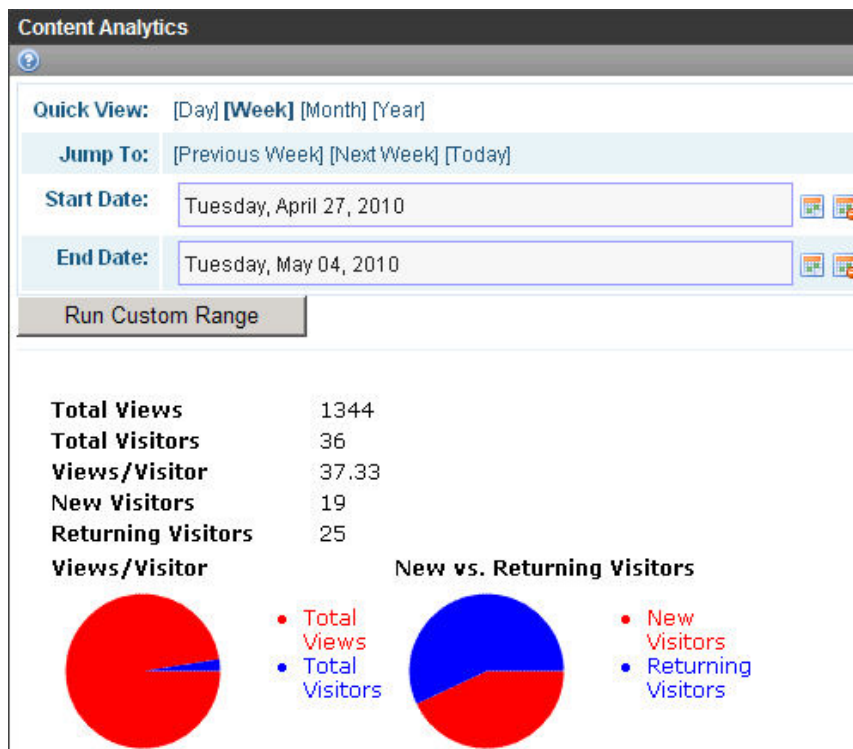 Content Analytics
Quick View: [Day] [Week] [Month] [Year]
Jump To: [Previous Week] [Next Week] [Today]
Start Date: Tuesday, April 27, 2010
End Date: Tuesday, May 04, 2010
Run Custom Range
Total Views 1344
Total Visitors 36
Views/Visitor 37.33
New Visitors 19
Returning Visitors 25
Views/Visitor
Total
Views
Total
Visitors
New vs. Returning Visitors
New
Visitors
Returning
Visitors